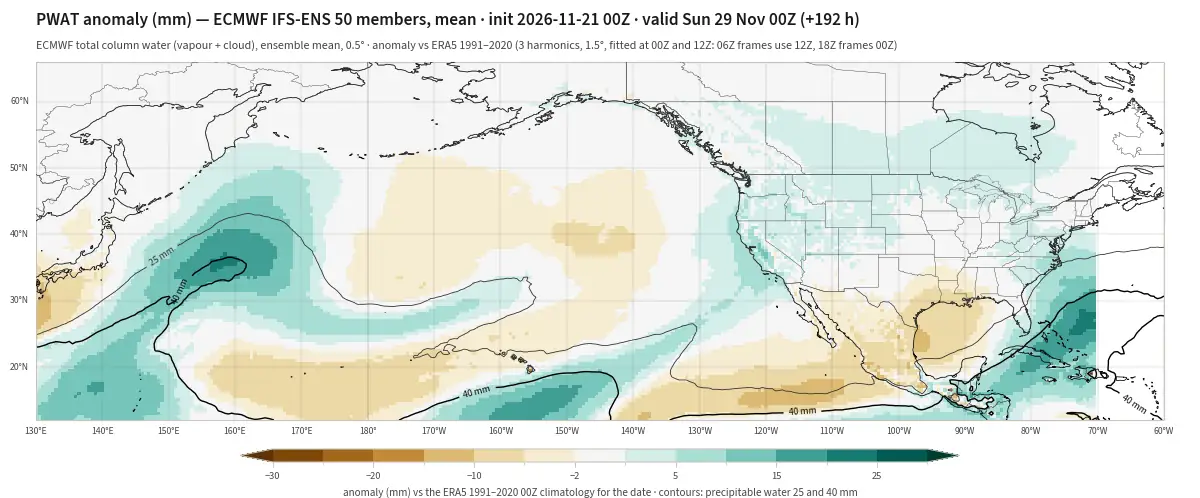 PWAT anomaly (mm) — ECMWF IFS-ENS 50 members, mean · init 2026-11-21 00Z · valid Sun 29 Nov 00Z (+192 h)
ECMWF total column water (vapour + cloud), ensemble mean, 0.5° · anomaly vs ERA5 1991–2020 (3 harmonics, 1.5°, fitted at 00Z and 12Z: 06Z frames use 12Z, 18Z frames 00Z)
60°N
50°N
40°N
30°N
20°N
25 mm
40 mm
40 mm
40 mm
130°E 140°E 150°E 160°E 170°E 180° 170°W 160°W 150°W 140°W 130°W 120°W 110°W 100°W 90°W 80°W 70°W 60°W
−30 −20 −10 −2 5 15 25
anomaly (mm) vs the ERA5 1991–2020 00Z climatology for the date · contours: precipitable water 25 and 40 mm